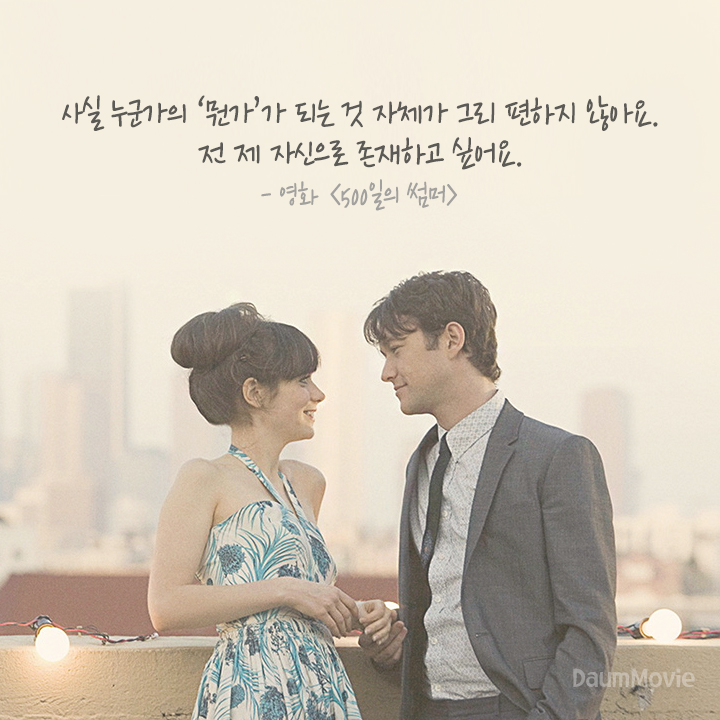 사실 누군가의 ‘뭔가’가 되는 것 자체가 그리 편하지 않아요.
전 제 자신으로 존재하고 싶어요.
- 영화 <500일의 썸머>
DaumMovie